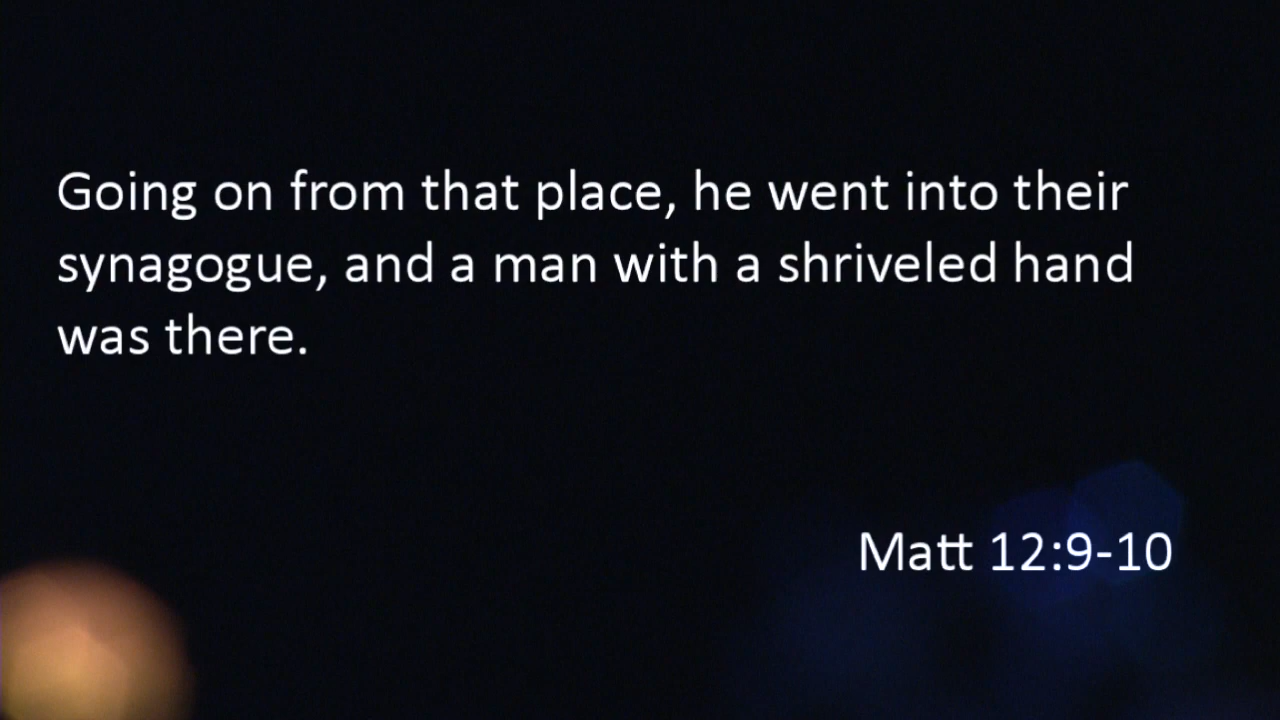 Going on from that place, he went into their
synagogue, and a man with a shriveled hand
was there.
Matt 12:9-10